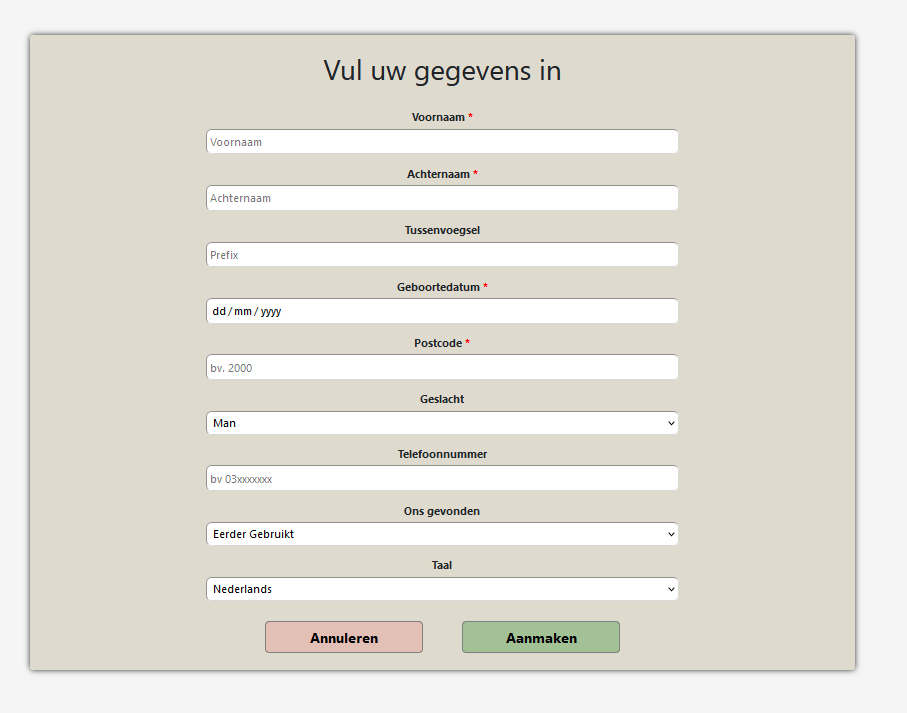 Vul uw gegevens in
Voornaam *
Voornaam
Achternaam *
Achternaam
Tussenvoegsel
Prefix
Geboortedatum *
dd / mm / yyyy
Postcode *
bv. 2000
Geslacht
Man
Telefoonnummer
bv 03xxxxxxx
Ons gevonden
Eerder Gebruikt
Taal
Nederlands
Annuleren Aanmaken